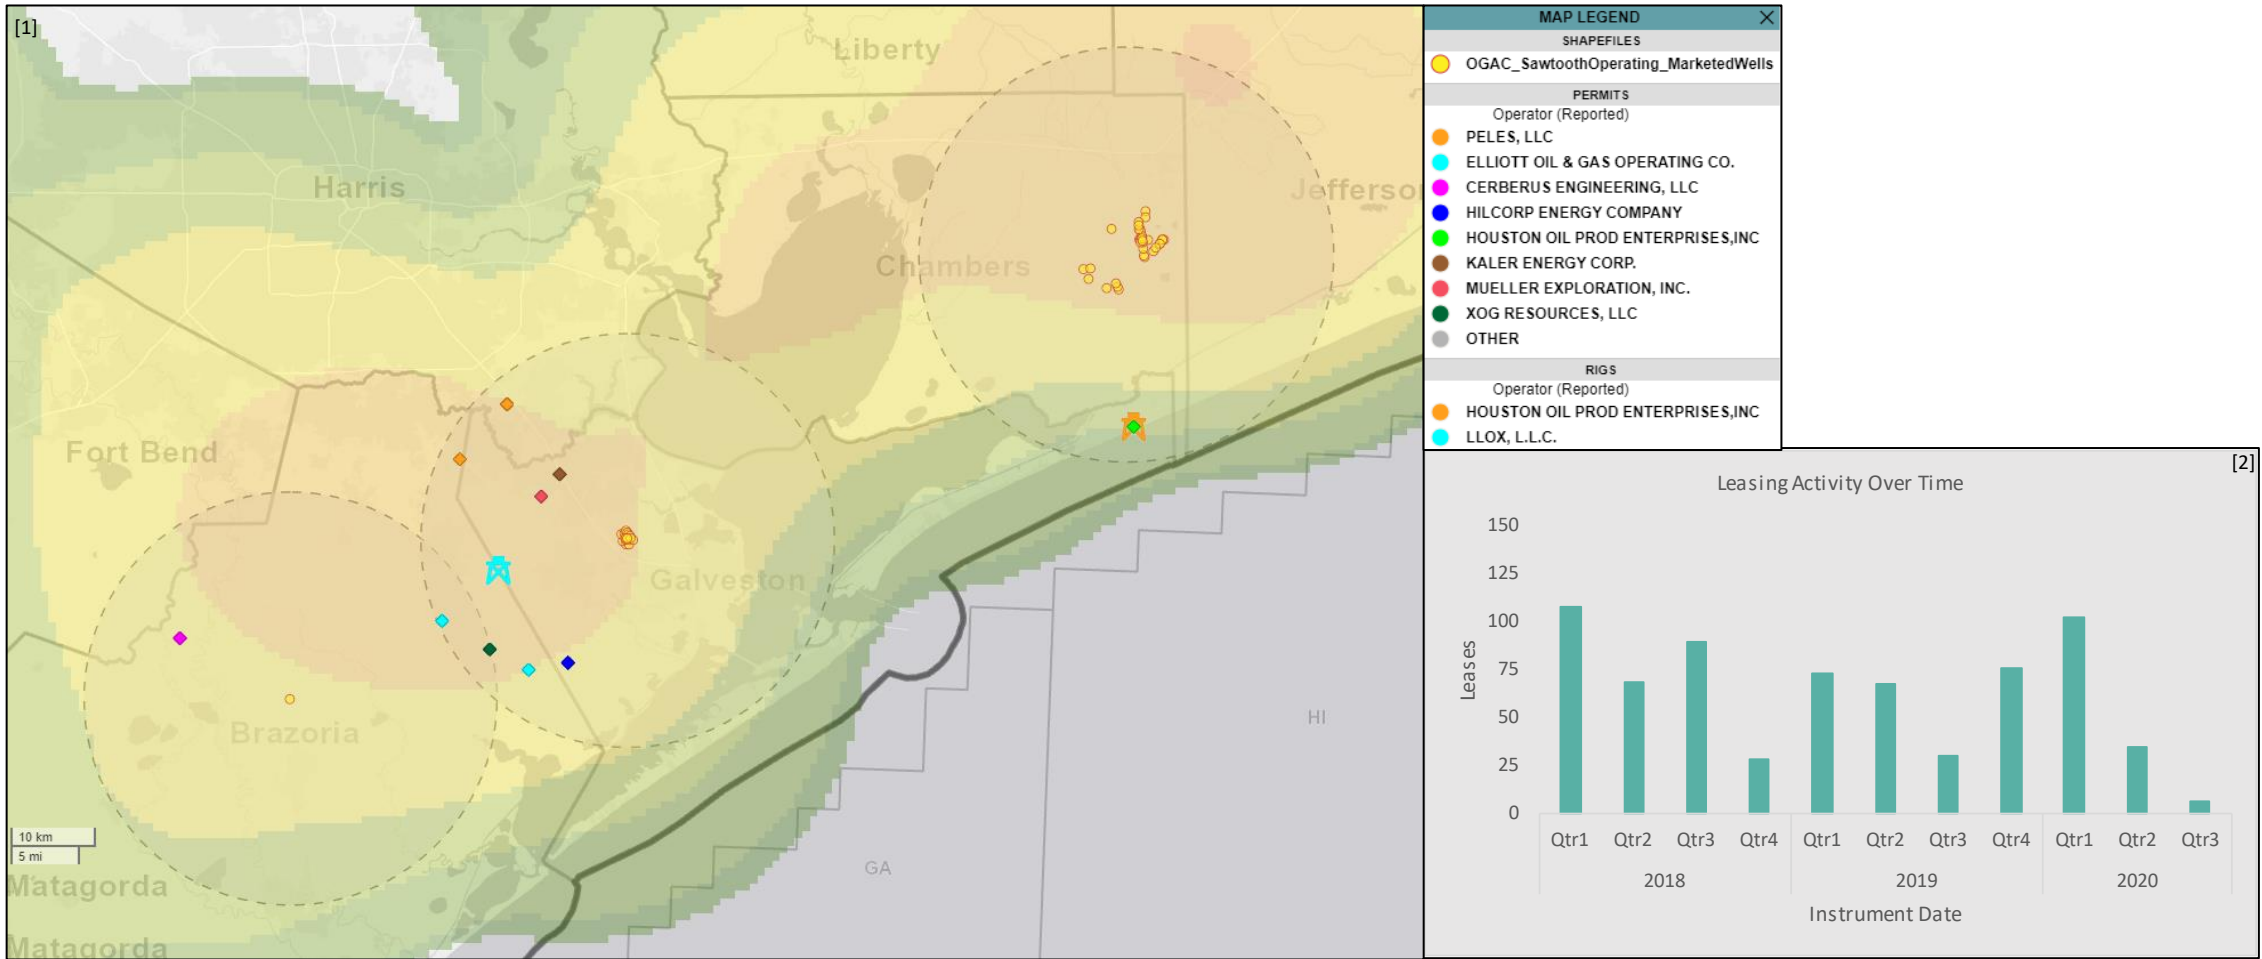 [1]
Liberty
Harris
Jefferso
Chambers
Fort Bend
Galveston
Brazoria
HI
10 km
5 mi
GA
Matagorda
Matagorda
MAP LEGEND
SHAPEFILES
OGAC_SawtoothOperating_MarketedWells
PERMITS
Operator (Reported)
PELES, LLC
ELLIOTT OIL & GAS OPERATING CO.
CERBERUS ENGINEERING, LLC
HILCORP ENERGY COMPANY
HOUSTON OIL PROD ENTERPRISES,INC
KALER ENERGY CORP.
MUELLER EXPLORATION, INC.
XOG RESOURCES, LLC
OTHER
RIGS
Operator (Reported)
HOUSTON OIL PROD ENTERPRISES,INC
LLOX, L.L.C.
[2]
Leasing Activity Over Time
150
125
100
75
50
25
0
Leases
Qtr1 Qtr2 Qtr3 Qtr4 Qtr1 Qtr2 Qtr3 Qtr4 Qtr1 Qtr2 Qtr3
2018 2019 2020
Instrument Date